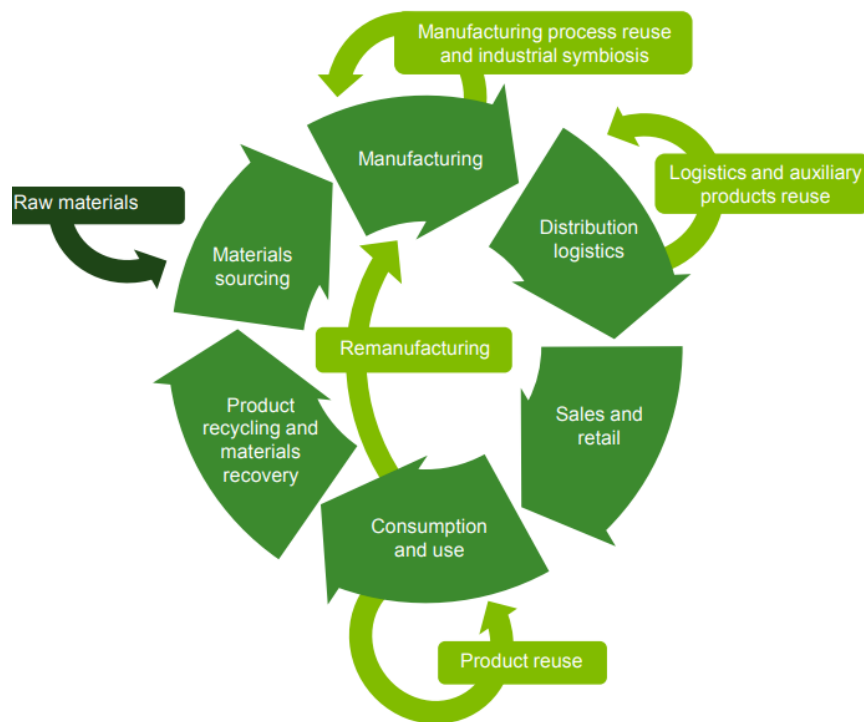 Manufacturing process reuse
and industrial symbiosis
Manufacturing
Logistics and auxiliary
products reuse
Raw materials
Distribution
logistics
Materials
sourcing
Remanufacturing
Product
recycling and
materials
recovery
Sales and
retail
Consumption
and use
Product reuse